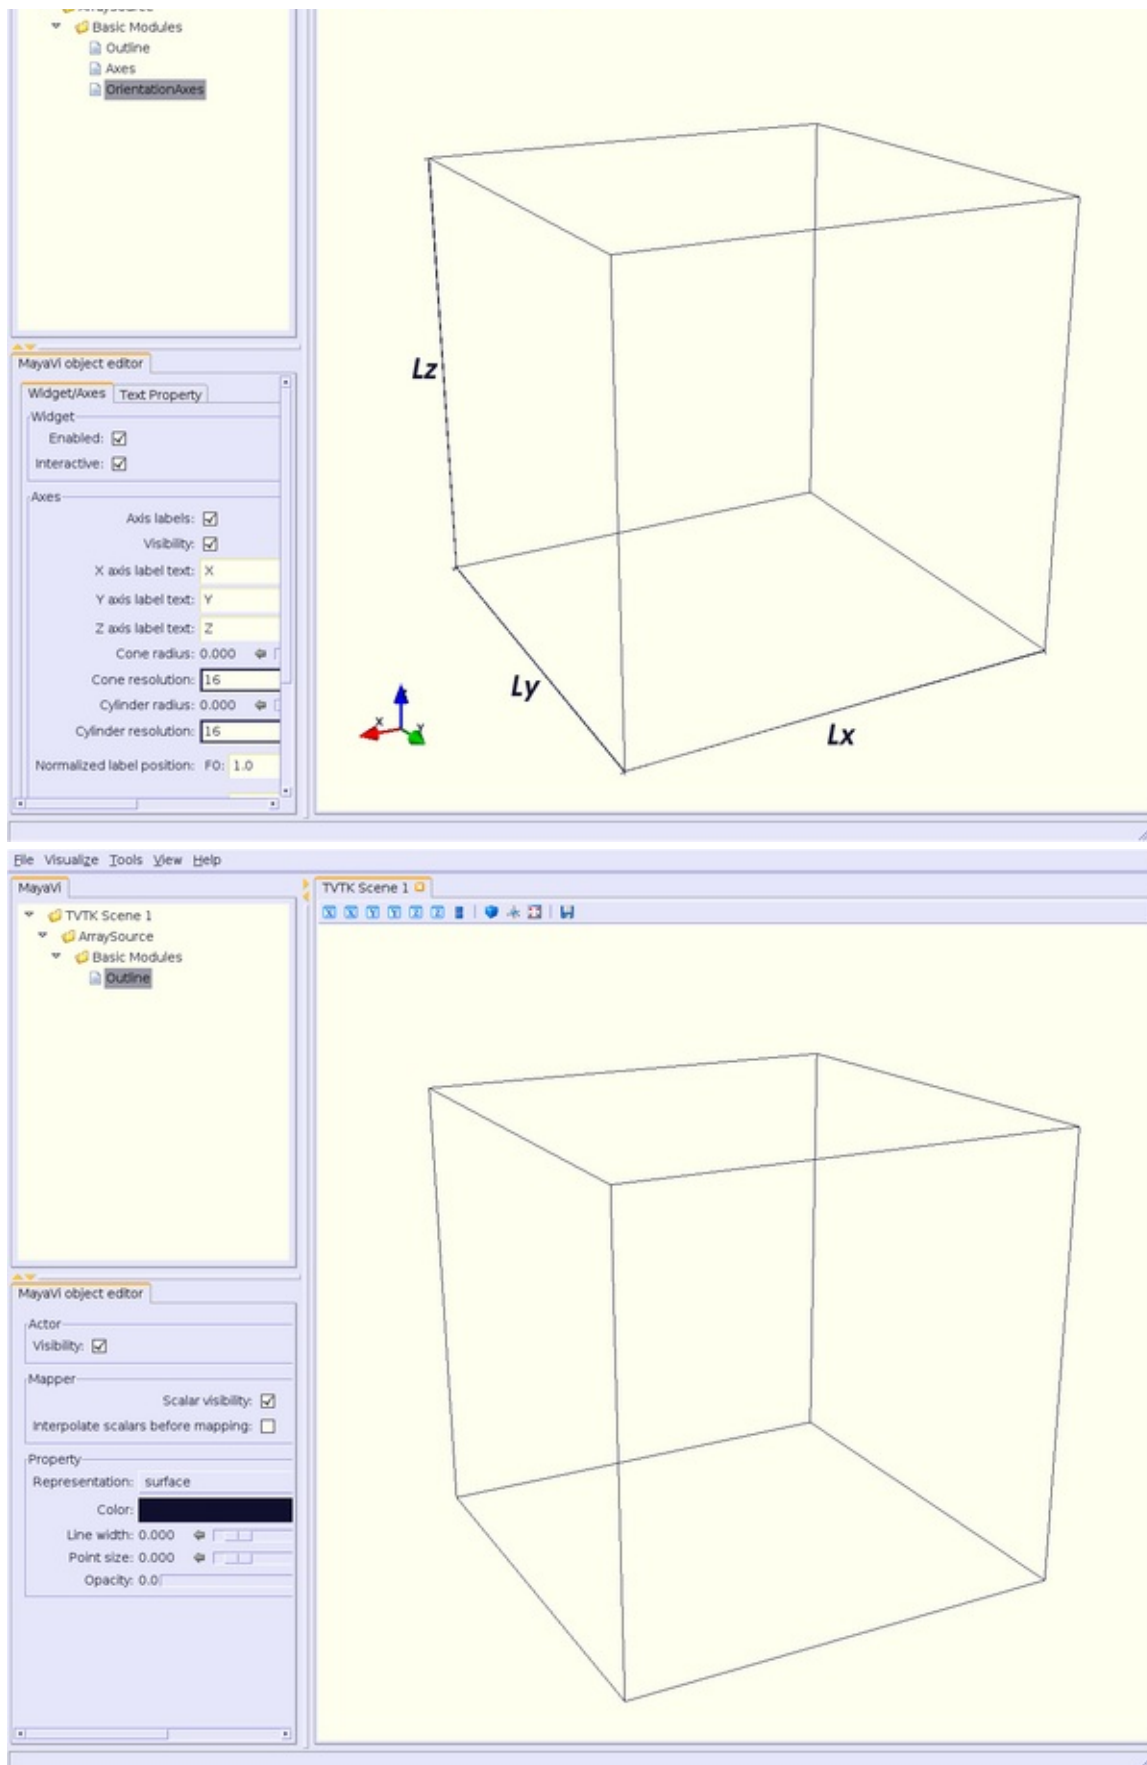 Basic Modules
Outline
Axes
OrientationAxes
MayaVi object editor
Widget/Axes Text Property
Widget
Enabled:
Interactive:
Axes
Axis labels:
Visibility:
X axis label text: X
Y axis label text: Y
Z axis label text: Z
Cone radius: 0.000
Cone resolution: 16
Cylinder radius: 0.000
Cylinder resolution: 16
Normalized label position: F0: 1.0
Lz
Ly
Lx
X
Y
File Visualize Tools View Help
MayaVi
TVTK Scene 1
ArraySource
Basic Modules
Outline
TVTK Scene 1
X X Y Y Z Z
MayaVi object editor
Actor
Visibility:
Mapper
Scalar visibility:
Interpolate scalars before mapping:
Property
Representation: surface
Color:
Line width: 0.000
Point size: 0.000
Opacity: 0.0